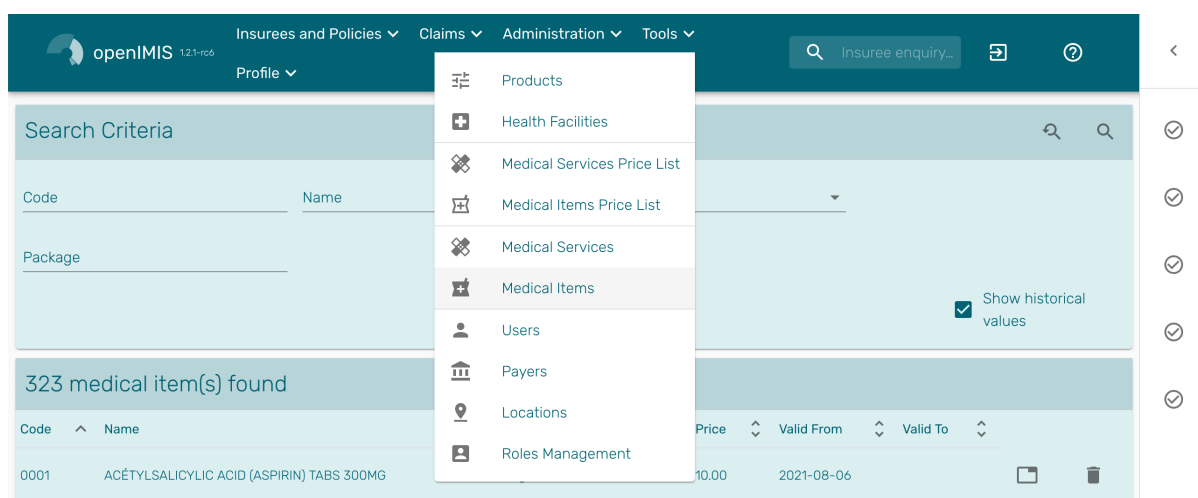 openIMIS 1.2.1-rc6
Insurees and Policies Claims Administration Tools
Profile
Insuree enquiry...
Products
Health Facilities
Medical Services Price List
Medical Items Price List
Medical Services
Medical Items
Users
Payers
Locations
Roles Management
Search Criteria
Code Name
Package
Show historical
values
323 medical item(s) found
Code Name Price Valid From Valid To
0001 ACÉTYLSALICYLIC ACID (ASPIRIN) TABS 300MG 10.00 2021-08-06